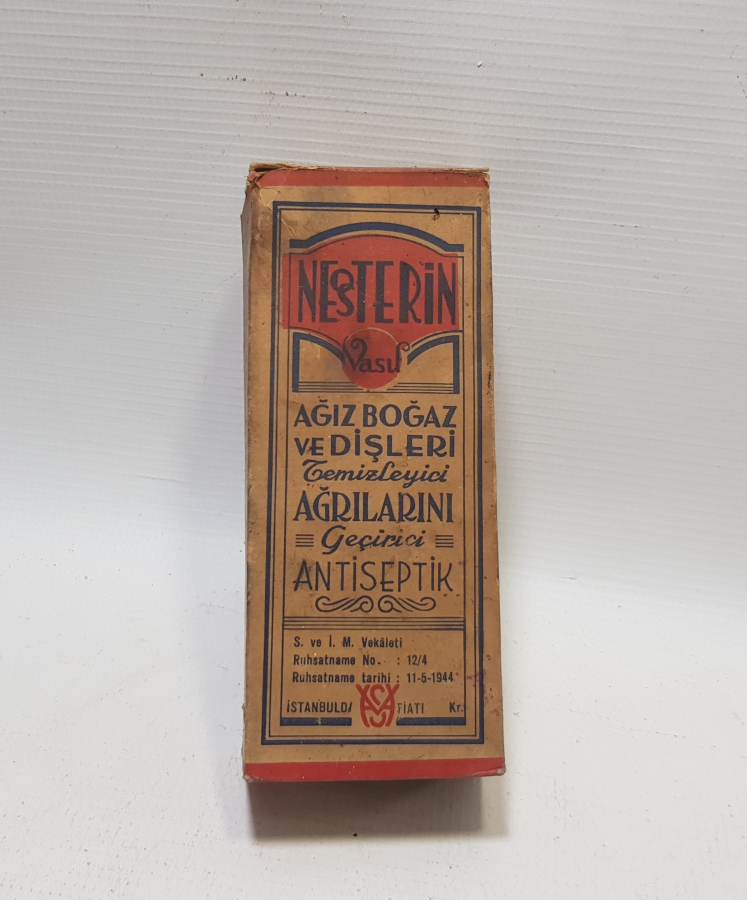 NEOSTERİN
Vasıf
AĞIZ BOĞAZ
VE DİŞLERİ
Temizleyici
AĞRILARINI
Geçirici
ANTİSEPTİK
S. ve İ. M. Vekâleti
Ruhsatname No. : 12/4
Ruhsatname tarihi : 11-5-1944
İSTANBULDA FİATI Kr.